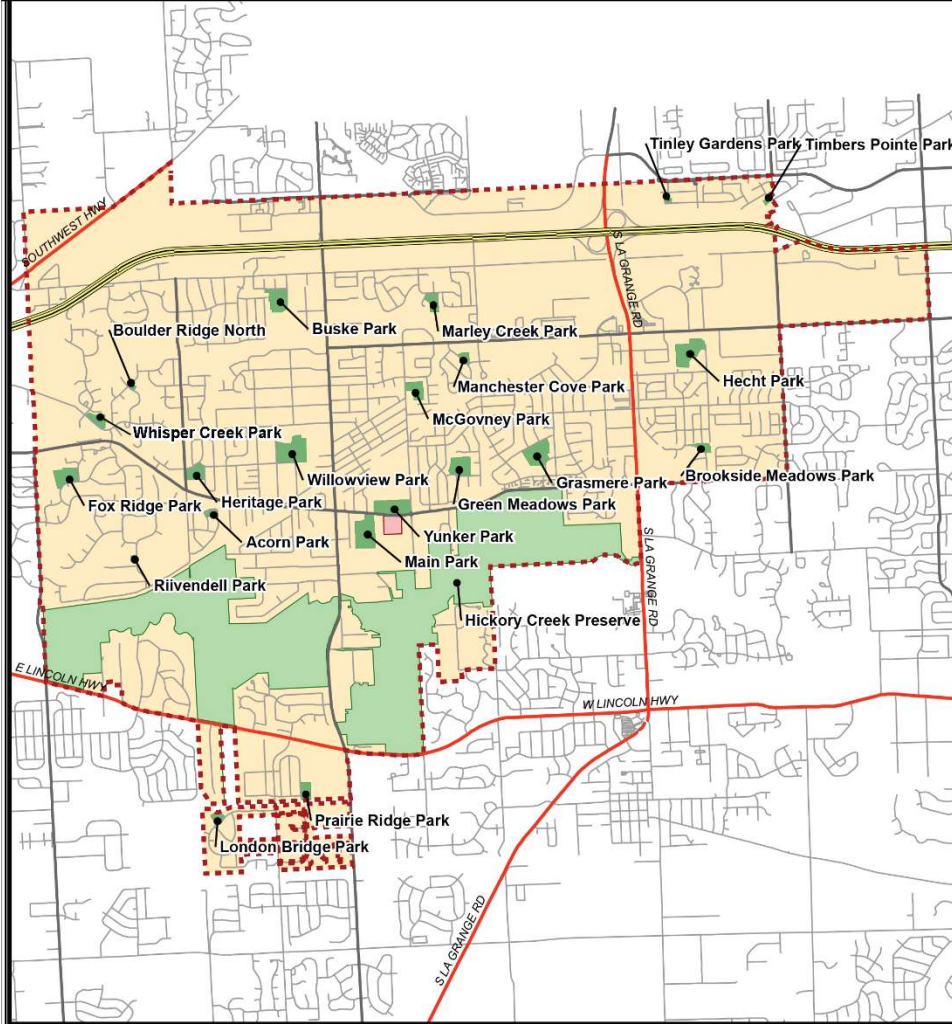 Tinley Gardens Park
Timbers Pointe Park
SOUTHWEST HWY
S LA GRANGE RD
Boulder Ridge North
Buske Park
Marley Creek Park
Manchester Cove Park
Hecht Park
McGovney Park
Whisper Creek Park
Willowview Park
Grasmere Park
Brookside Meadows Park
Fox Ridge Park
Heritage Park
Green Meadows Park
Acorn Park
Yunker Park
Main Park
S LA GRANGE RD
Riivendell Park
Hickory Creek Preserve
E LINCOLN HWY
W LINCOLN HWY
Prairie Ridge Park
London Bridge Park
S LA GRANGE RD